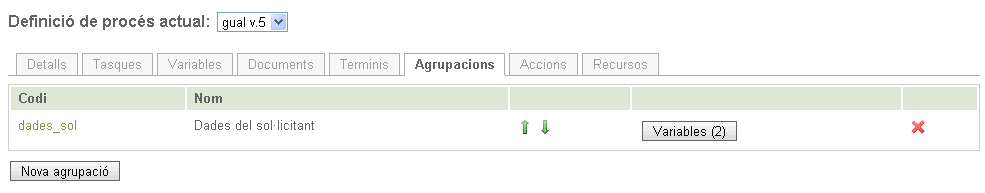 Definició de procés actual: gual v.5
Detalls Tasques Variables Documents Terminis Agrupacions Accions Recursos
Codi Nom
dades_sol Dades del sol·licitant Variables (2)
Nova agrupació